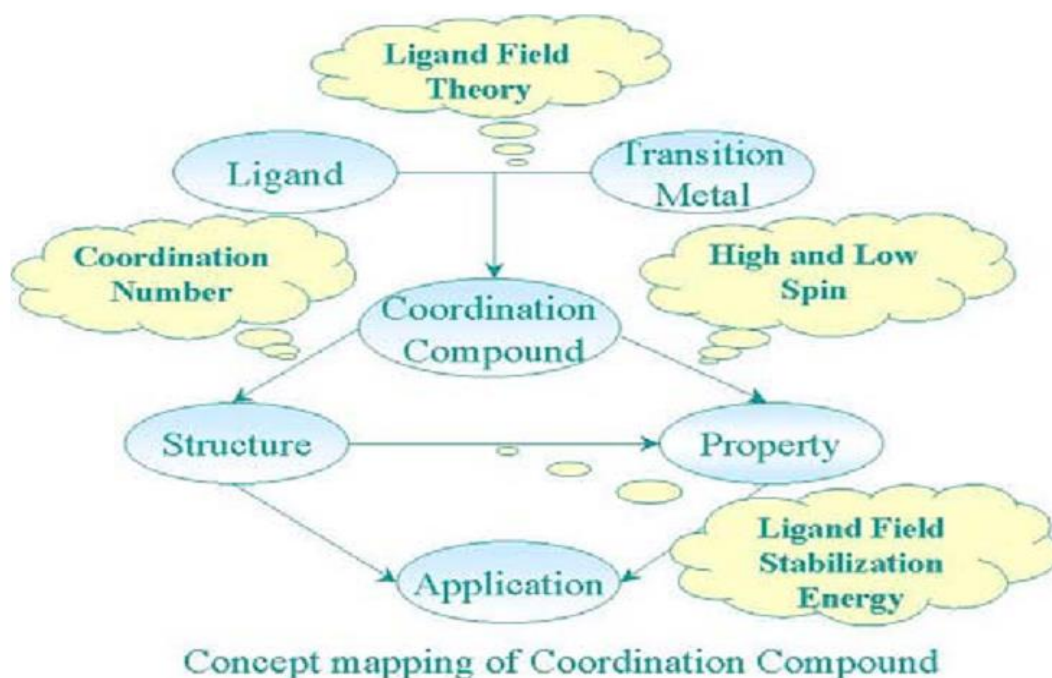 Ligand Field
Theory
Ligand
Transition
Metal
Coordination
Number
High and Low
Spin
Coordination
Compound
Structure
Property
Ligand Field
Stabilization
Energy
Application
Concept mapping of Coordination Compound